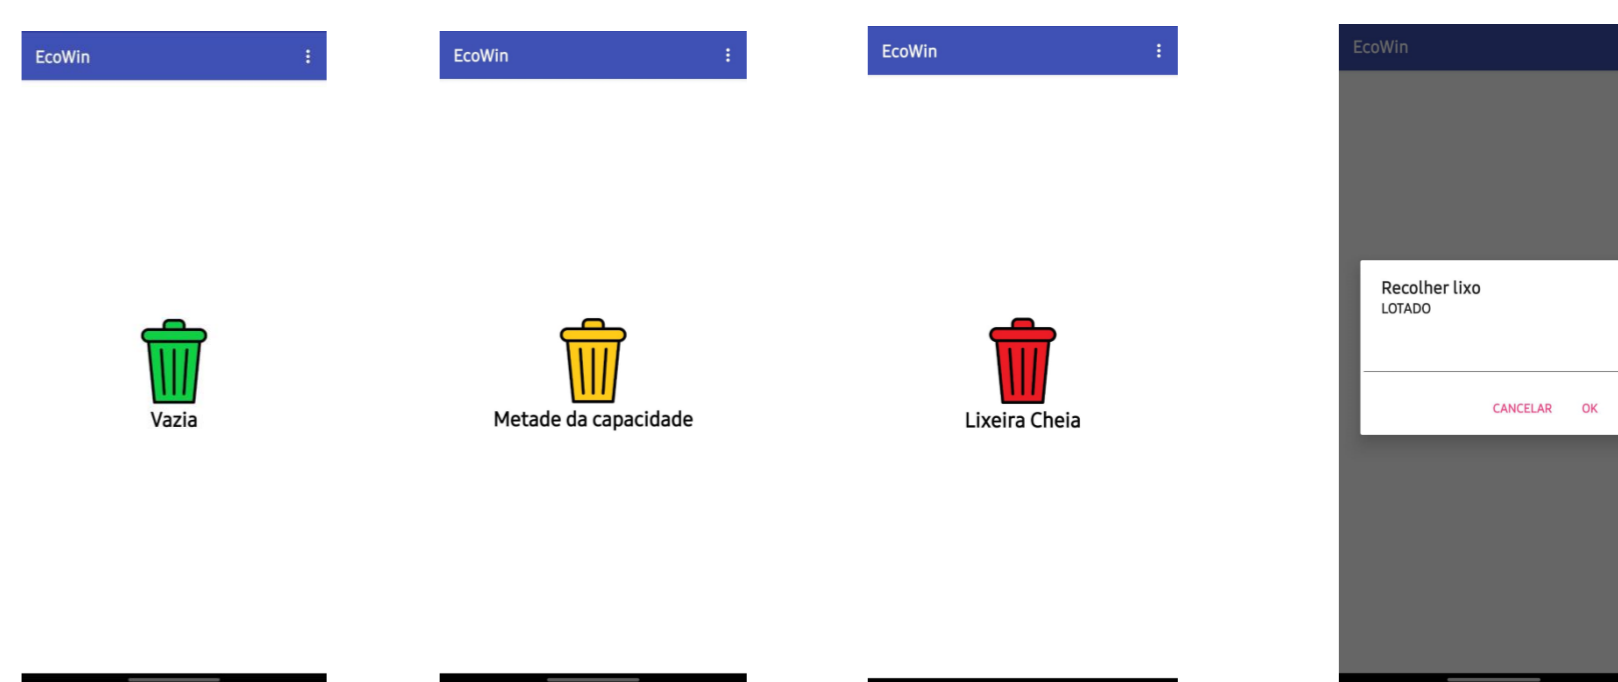 EcoWin
Vazia
EcoWin
Metade da capacidade
EcoWin
Lixeira Cheia
EcoWin
Recolher lixo
LOTADO
CANCELAR OK